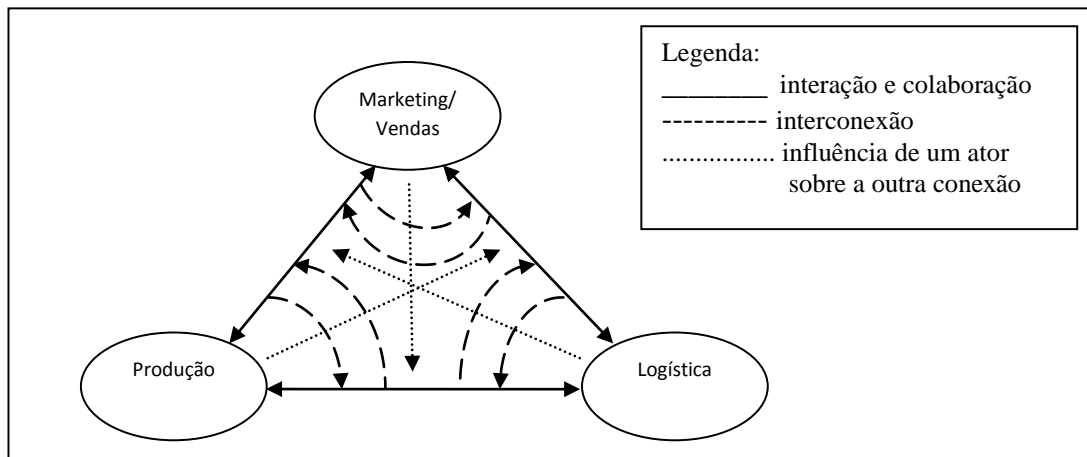 Marketing/
Vendas
Legenda:
________ interação e colaboração
---------- interconexão
................. influência de um ator
sobre a outra conexão
Produção
Logística